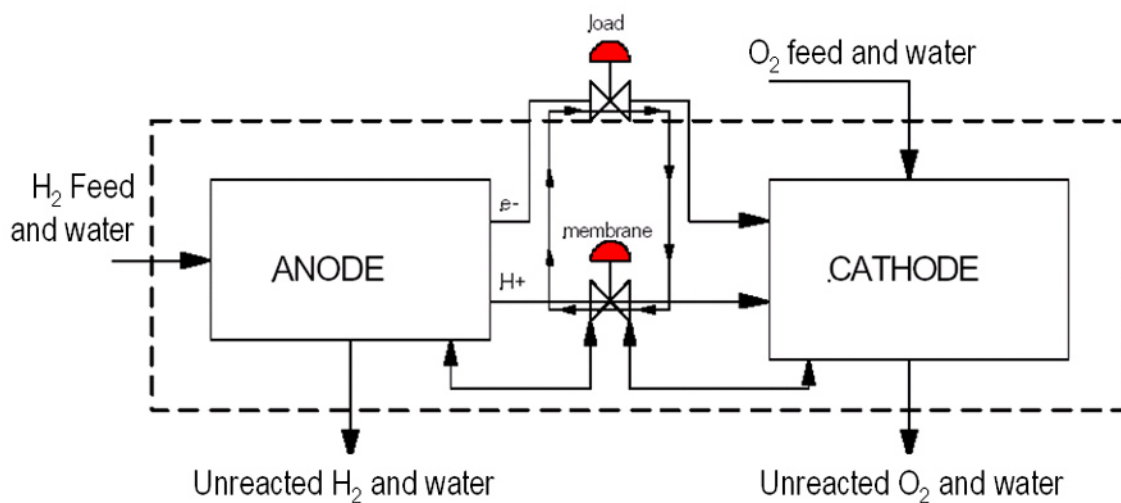 load
O₂ feed and water
H₂ Feed
and water
e-
membrane
ANODE
H+
.CATHODE
Unreacted H₂ and water
Unreacted O₂ and water